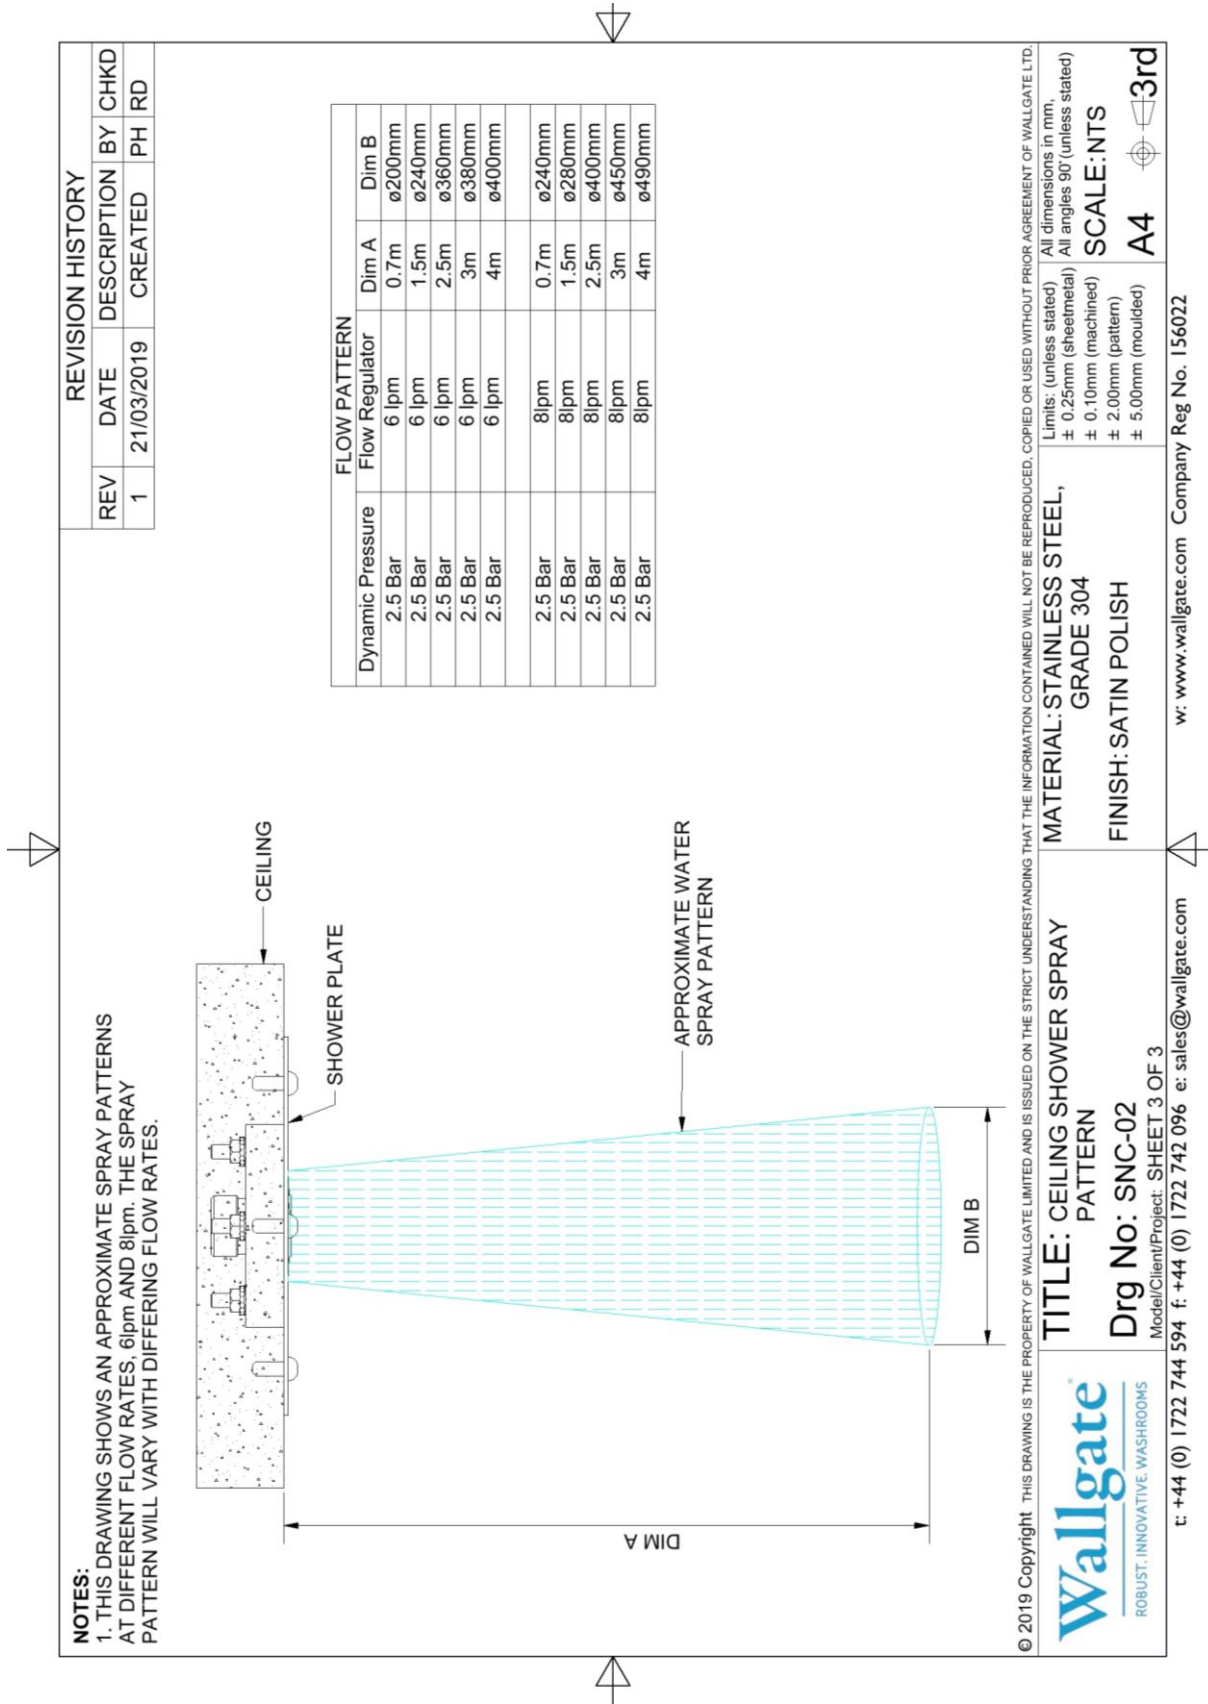 NOTES:
1. THIS DRAWING SHOWS AN APPROXIMATE SPRAY PATTERNS
AT DIFFERENT FLOW RATES, 6lpm AND 8lpm. THE SPRAY
PATTERN WILL VARY WITH DIFFERING FLOW RATES.
REVISION HISTORY
REV DATE DESCRIPTION BY CHKD
1 21/03/2019 CREATED PH RD
CEILING
SHOWER PLATE
APPROXIMATE WATER
SPRAY PATTERN
DIM A
DIM B
FLOW PATTERN
Dynamic Pressure Flow Regulator Dim A Dim B
2.5 Bar 6 lpm 0.7m ø200mm
2.5 Bar 6 lpm 1.5m ø240mm
2.5 Bar 6 lpm 2.5m ø360mm
2.5 Bar 6 lpm 3m ø380mm
2.5 Bar 6 lpm 4m ø400mm
2.5 Bar 8lpm 0.7m ø240mm
2.5 Bar 8lpm 1.5m ø280mm
2.5 Bar 8lpm 2.5m ø400mm
2.5 Bar 8lpm 3m ø450mm
2.5 Bar 8lpm 4m ø490mm
© 2019 Copyright THIS DRAWING IS THE PROPERTY OF WALLGATE LIMITED AND IS ISSUED ON THE STRICT UNDERSTANDING THAT THE INFORMATION CONTAINED WILL NOT BE REPRODUCED, COPIED OR USED WITHOUT PRIOR AGREEMENT OF WALLGATE LTD.
Wallgate
ROBUST. INNOVATIVE. WASHROOMS
TITLE: CEILING SHOWER SPRAY
PATTERN
Drg No: SNC-02
Model/Client/Project: SHEET 3 OF 3
MATERIAL: STAINLESS STEEL,
GRADE 304
FINISH: SATIN POLISH
Limits: (unless stated)
± 0.25mm (sheetmetal)
± 0.10mm (machined)
± 2.00mm (pattern)
± 5.00mm (moulded)
All dimensions in mm,
All angles 90° (unless stated)
SCALE: NTS
A4 3rd
t: +44 (0) 1722 744 594 f: +44 (0) 1722 742 096 e: sales@wallgate.com w: www.wallgate.com Company Reg No. 156022